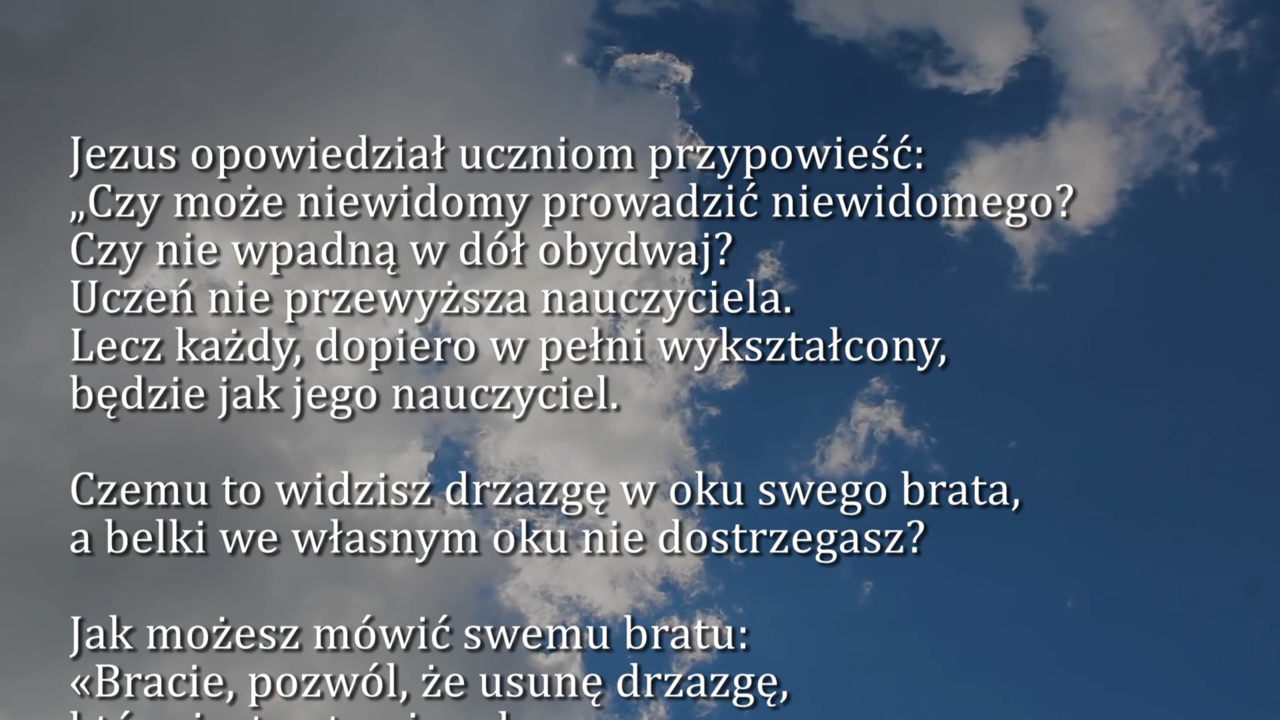 Jezus opowiedział uczniom przypowieść:
„Czy może niewidomy prowadzić niewidomego?
Czy nie wpadną w dół obydwaj?
Uczeń nie przewyższa nauczyciela.
Lecz każdy, dopiero w pełni wykształcony,
będzie jak jego nauczyciel.
Czemu to widzisz drzazgę w oku swego brata,
a belki we własnym oku nie dostrzegasz?
Jak możesz mówić swemu bratu:
«Bracie, pozwól, że usunę drzazgę,